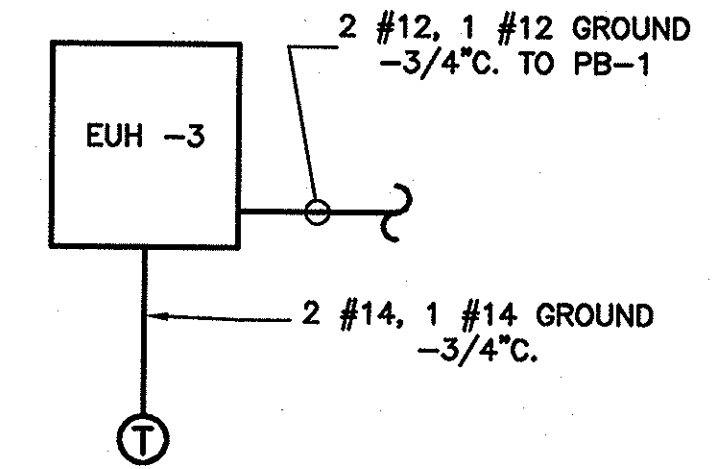 2 #12, 1 #12 GROUND
-3/4"C. TO PB-1
EUH -3
2 #14, 1 #14 GROUND
-3/4"C.
T